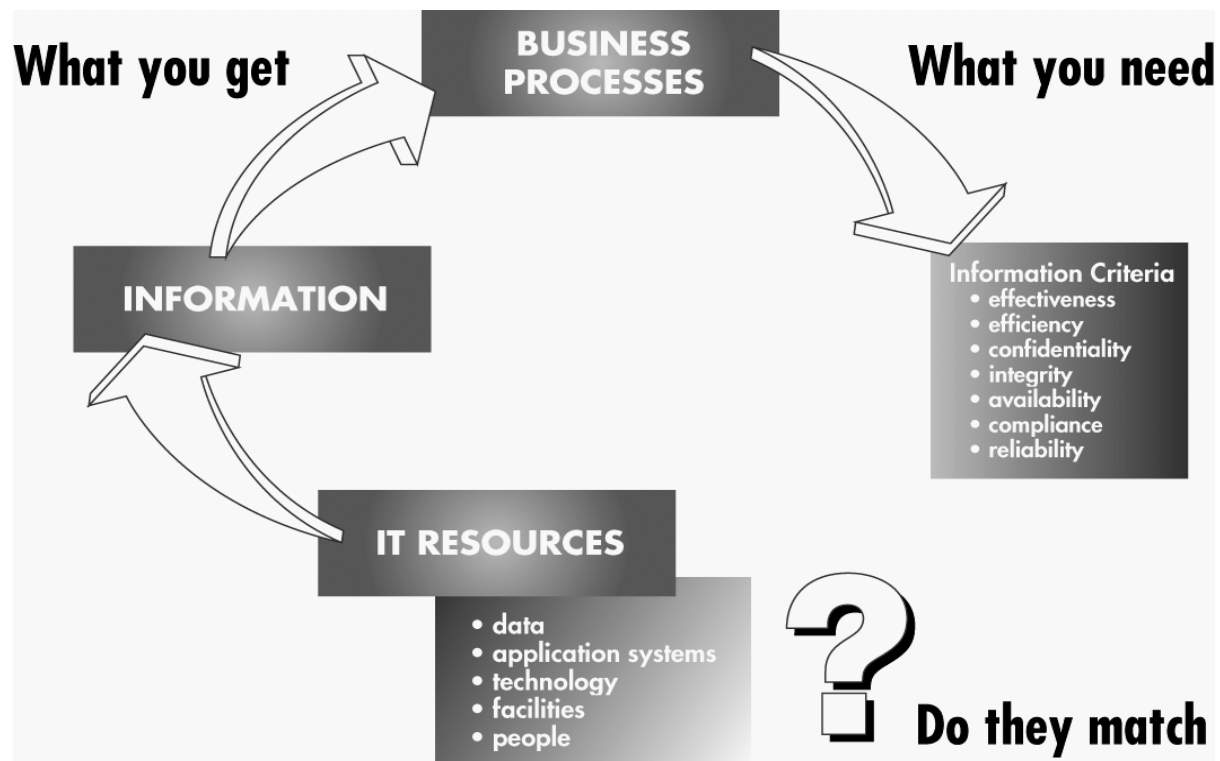 What you get
BUSINESS
PROCESSES
What you need
INFORMATION
Information Criteria
• effectiveness
• efficiency
• confidentiality
• integrity
• availability
• compliance
• reliability
IT RESOURCES
• data
• application systems
• technology
• facilities
• people
?
Do they match